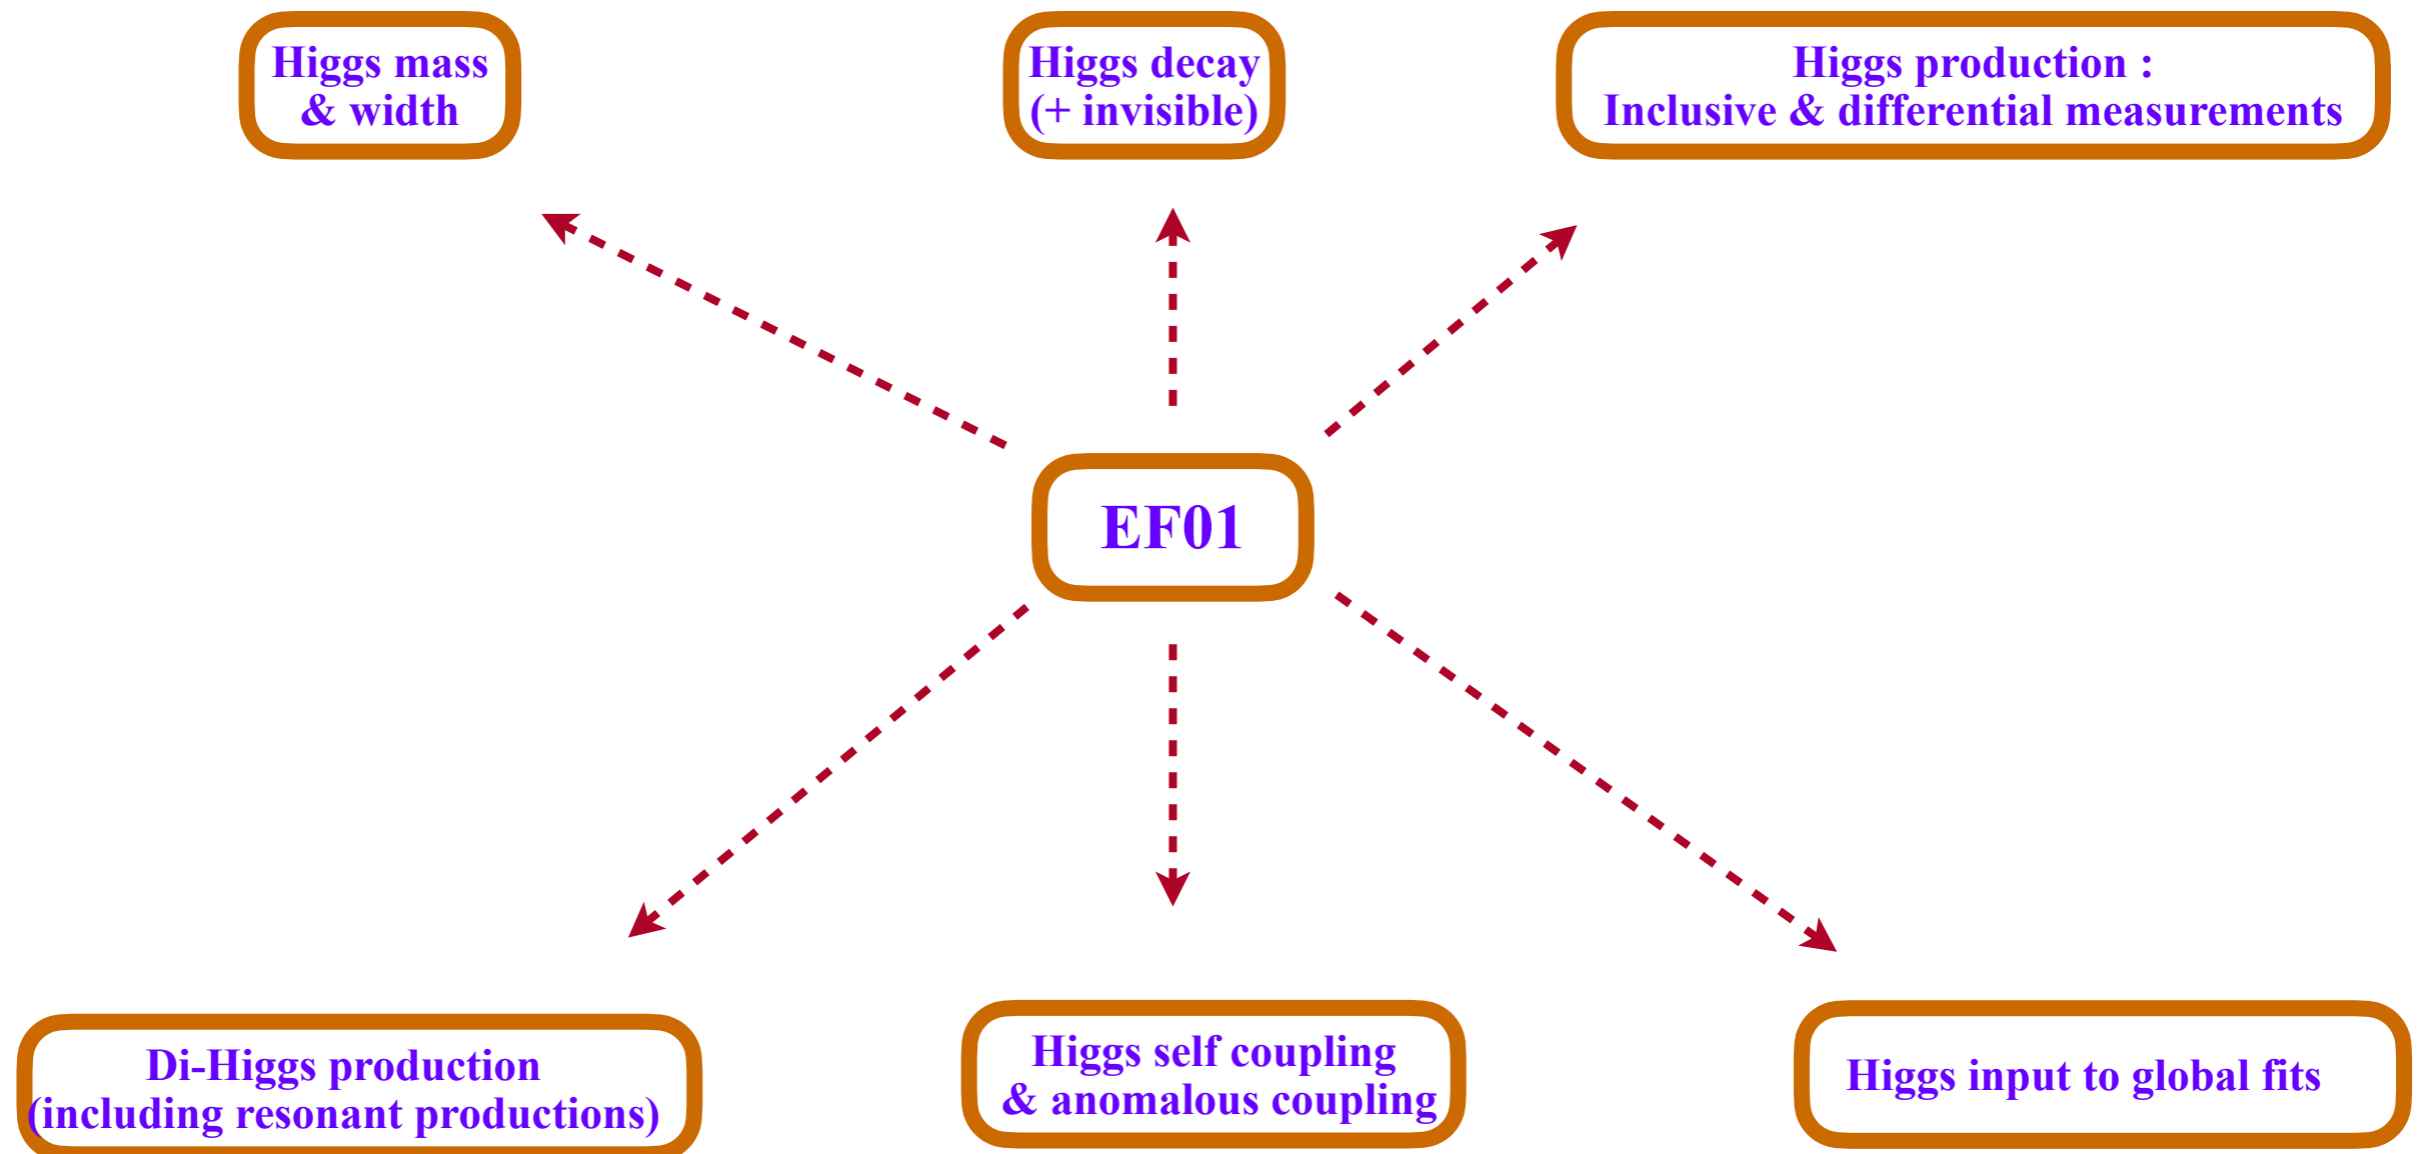 Higgs mass
& width
Higgs decay
(+ invisible)
Higgs production :
Inclusive & differential measurements
EF01
Di-Higgs production
(including resonant productions)
Higgs self coupling
& anomalous coupling
Higgs input to global fits